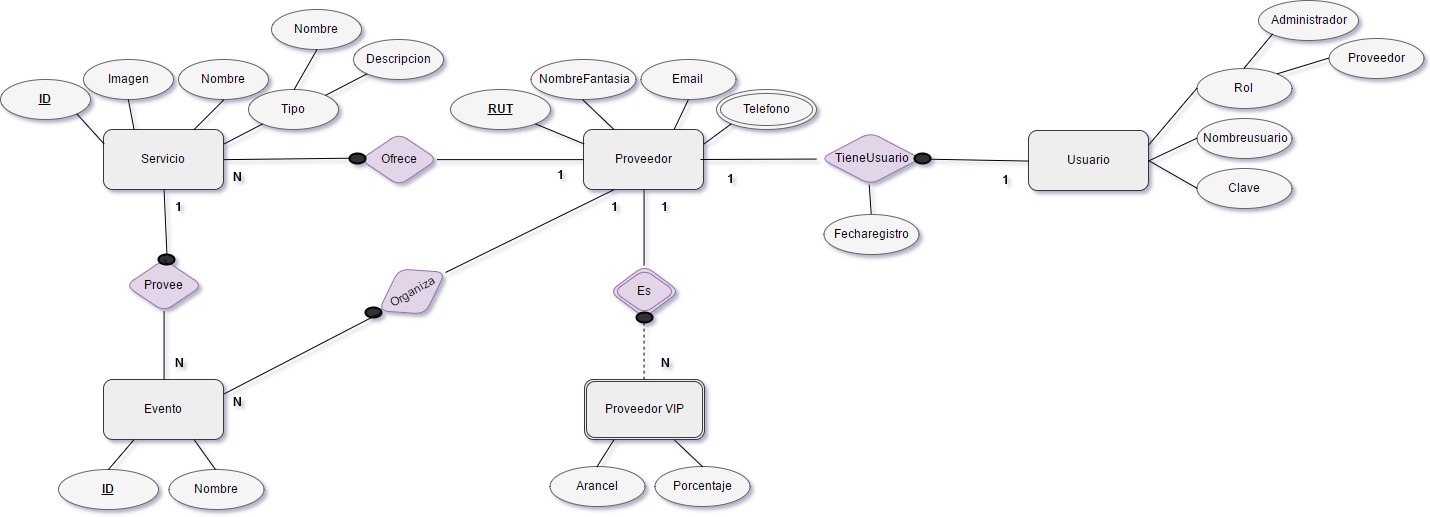 Nombre
Administrador
Descripcion
Proveedor
Imagen
Nombre
NombreFantasia
Email
Rol
ID
Tipo
RUT
Telefono
Nombreusuario
Servicio
Ofrece
Proveedor
TieneUsuario
Usuario
N
1
1
1
Clave
1
1
1
Fecharegistro
Provee
Organiza
Es
N
N
N
Evento
Proveedor VIP
ID
Nombre
Arancel
Porcentaje